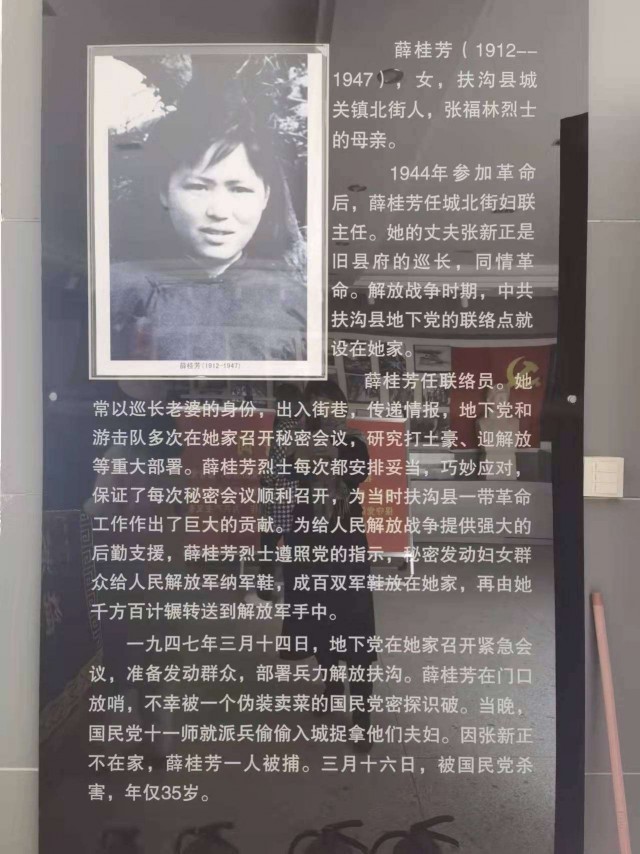 薛桂芳（1912--
1947），女，扶沟县城
关镇北街人，张福林烈士
的母亲。
1944年参加革命
后，薛桂芳任城北街妇联
主任。她的丈夫张新正是
旧县府的巡长，同情革
命。解放战争时期，中共
扶沟县地下党的联络点就
设在她家。
薛桂芳(1912-1947)
薛桂芳任联络员。她
常以巡长老婆的身份，出入街巷，传递情报，地下党和
游击队多次在她家召开秘密会议，研究打土豪、迎解放
等重大部署。薛桂芳烈士每次都安排妥当，巧妙应对，
保证了每次秘密会议顺利召开，为当时扶沟县一带革命
工作作出了巨大的贡献。为给人民解放战争提供强大的
后勤支援，薛桂芳烈士遵照党的指示，秘密发动妇女群
众给人民解放军纳军鞋，成百双军鞋放在她家，再由她
千方百计辗转送到解放军手中。
一九四七年三月十四日，地下党在她家召开紧急会
议，准备发动群众，部署兵力解放扶沟。薛桂芳在门口
放哨，不幸被一个伪装卖菜的国民党密探识破。当晚，
国民党十一师就派兵偷偷入城捉拿他们夫妇。因张新正
不在家，薛桂芳一人被捕。三月十六日，被国民党杀
害，年仅35岁。